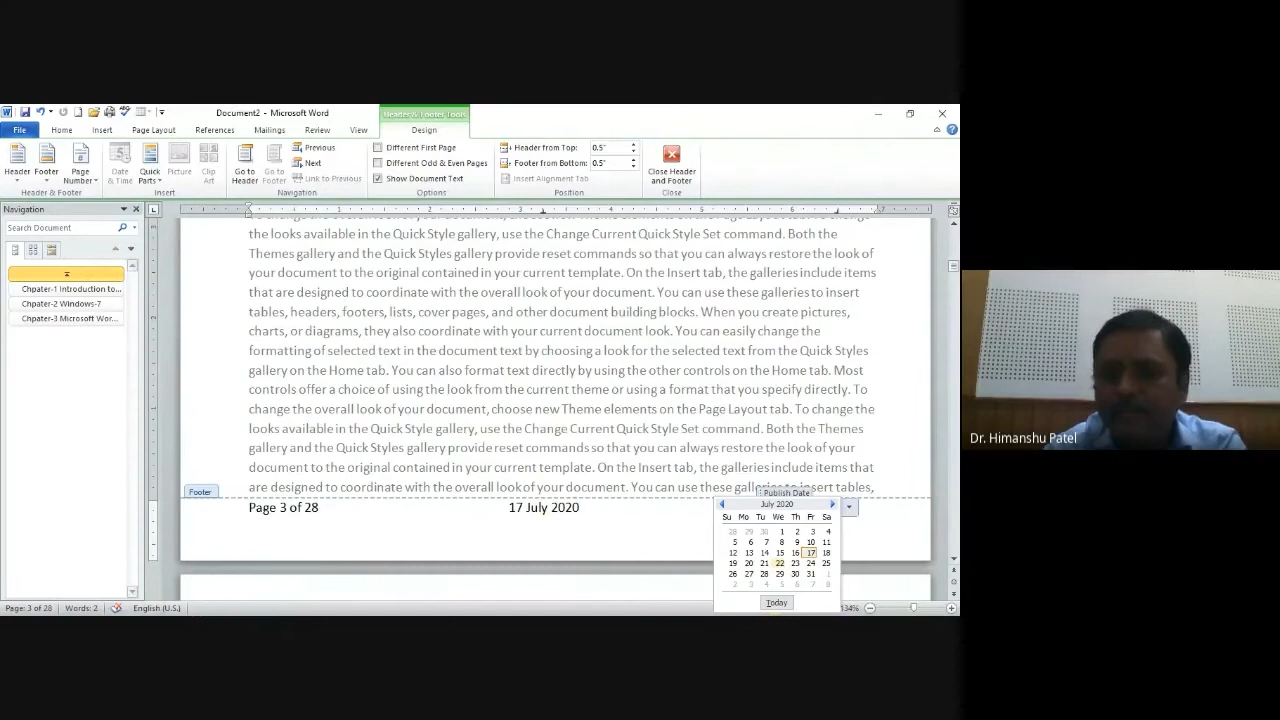 Document2 - Microsoft Word
Header & Footer Tools
File Home Insert Page Layout References Mailings Review View Design
Header Footer Page Number
Header & Footer
Date & Time Quick Parts Picture Clip Art
Insert
Go to Header Go to Footer
Previous
Next
Link to Previous
Navigation
Different First Page
Different Odd & Even Pages
Show Document Text
Options
Header from Top: 0.5"
Footer from Bottom: 0.5"
Insert Alignment Tab
Position
Close Header and Footer
Close
Navigation
Search Document
Chpater-1 Introduction to...
Chpater-2 Windows-7
Chpater-3 Microsoft Wor...
the looks available in the Quick Style gallery, use the Change Current Quick Style Set command. Both the
Themes gallery and the Quick Styles gallery provide reset commands so that you can always restore the look of
your document to the original contained in your current template. On the Insert tab, the galleries include items
that are designed to coordinate with the overall look of your document. You can use these galleries to insert
tables, headers, footers, lists, cover pages, and other document building blocks. When you create pictures,
charts, or diagrams, they also coordinate with your current document look. You can easily change the
formatting of selected text in the document text by choosing a look for the selected text from the Quick Styles
gallery on the Home tab. You can also format text directly by using the other controls on the Home tab. Most
controls offer a choice of using the look from the current theme or using a format that you specify directly. To
change the overall look of your document, choose new Theme elements on the Page Layout tab. To change the
looks available in the Quick Style gallery, use the Change Current Quick Style Set command. Both the Themes
gallery and the Quick Styles gallery provide reset commands so that you can always restore the look of your
document to the original contained in your current template. On the Insert tab, the galleries include items that
are designed to coordinate with the overall look of your document. You can use these galleries to insert tables,
Footer
Page 3 of 28 17 July 2020
Publish Date
July 2020
Su Mo Tu We Th Fr Sa
28 29 30 1 2 3 4
5 6 7 8 9 10 11
12 13 14 15 16 17 18
19 20 21 22 23 24 25
26 27 28 29 30 31 1
2 3 4 5 6 7 8
Today
Page: 3 of 28 Words: 2 English (U.S.) 134%
Dr. Himanshu Patel